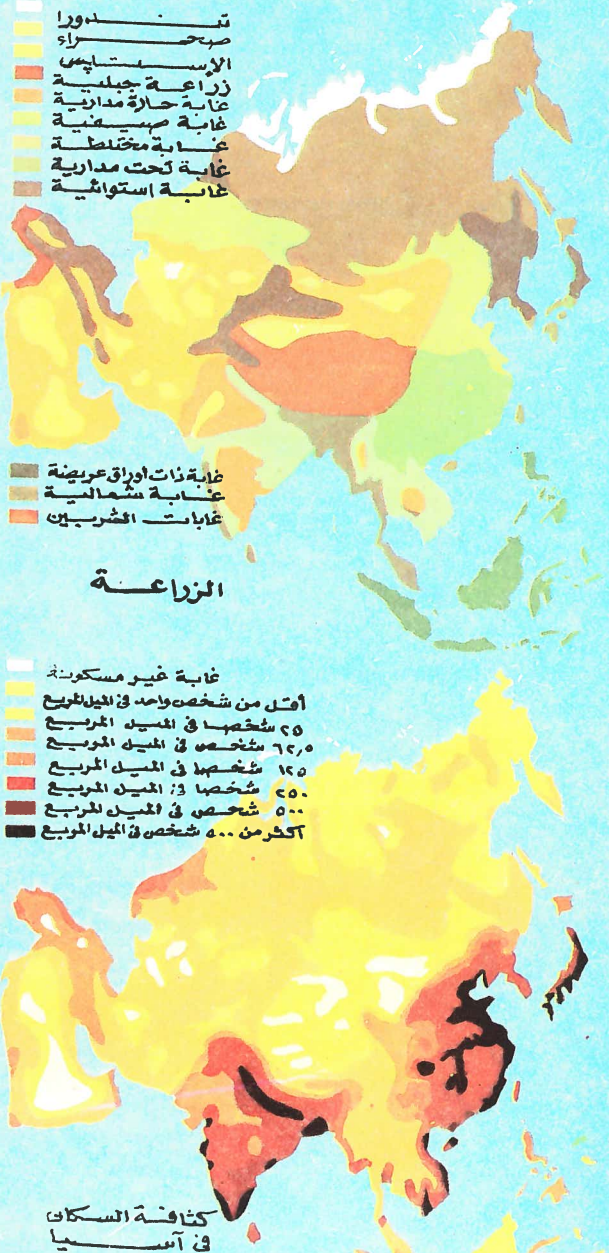 تندورا
صحراء
الإستابس
زراعة جبلية
غابة حارة مدارية
غابة صيفية
غابة مختلطة
غابة تحت مدارية
غابة استوائية
غابة ذات أوراق عريضة
غابة شمالية
غابات الشربين
الزراعة
غابة غير مسكونة
أقل من شخص واحد في الميل المربع
٢٥ شخصا في الميل المربع
٦٢,٥ شخص في الميل المربع
١٢٥ شخصا في الميل المربع
٢٥٠ شخصا في الميل المربع
٥٠٠ شخص في الميل المربع
أكثر من ٥٠٠ شخص في الميل المربع
كثافة السكان
في آسيا